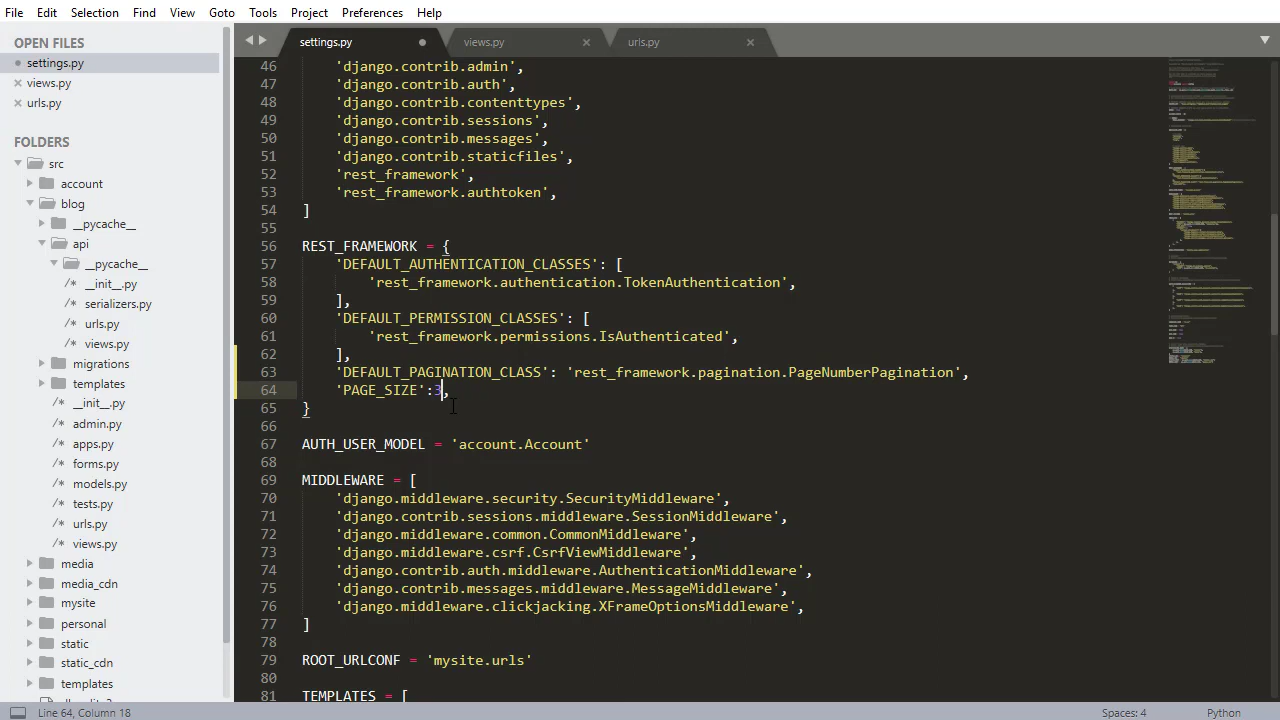 File Edit Selection Find View Goto Tools Project Preferences Help
OPEN FILES
settings.py
views.py
urls.py
FOLDERS
src
account
blog
__pycache__
api
__pycache__
__init__.py
serializers.py
urls.py
views.py
migrations
templates
__init__.py
admin.py
apps.py
forms.py
models.py
tests.py
urls.py
views.py
media
media_cdn
mysite
personal
static
static_cdn
templates
settings.py views.py urls.py
46 'django.contrib.admin',
47 'django.contrib.auth',
48 'django.contrib.contenttypes',
49 'django.contrib.sessions',
50 'django.contrib.messages',
51 'django.contrib.staticfiles',
52 'rest_framework',
53 'rest_framework.authtoken',
54 ]
55
56 REST_FRAMEWORK = {
57 'DEFAULT_AUTHENTICATION_CLASSES': [
58 'rest_framework.authentication.TokenAuthentication',
59 ],
60 'DEFAULT_PERMISSION_CLASSES': [
61 'rest_framework.permissions.IsAuthenticated',
62 ],
63 'DEFAULT_PAGINATION_CLASS': 'rest_framework.pagination.PageNumberPagination',
64 'PAGE_SIZE':3,
65 }
66
67 AUTH_USER_MODEL = 'account.Account'
68
69 MIDDLEWARE = [
70 'django.middleware.security.SecurityMiddleware',
71 'django.contrib.sessions.middleware.SessionMiddleware',
72 'django.middleware.common.CommonMiddleware',
73 'django.middleware.csrf.CsrfViewMiddleware',
74 'django.contrib.auth.middleware.AuthenticationMiddleware',
75 'django.contrib.messages.middleware.MessageMiddleware',
76 'django.middleware.clickjacking.XFrameOptionsMiddleware',
77 ]
78
79 ROOT_URLCONF = 'mysite.urls'
80
81 TEMPLATES = [
Line 64, Column 18 Spaces: 4 Python